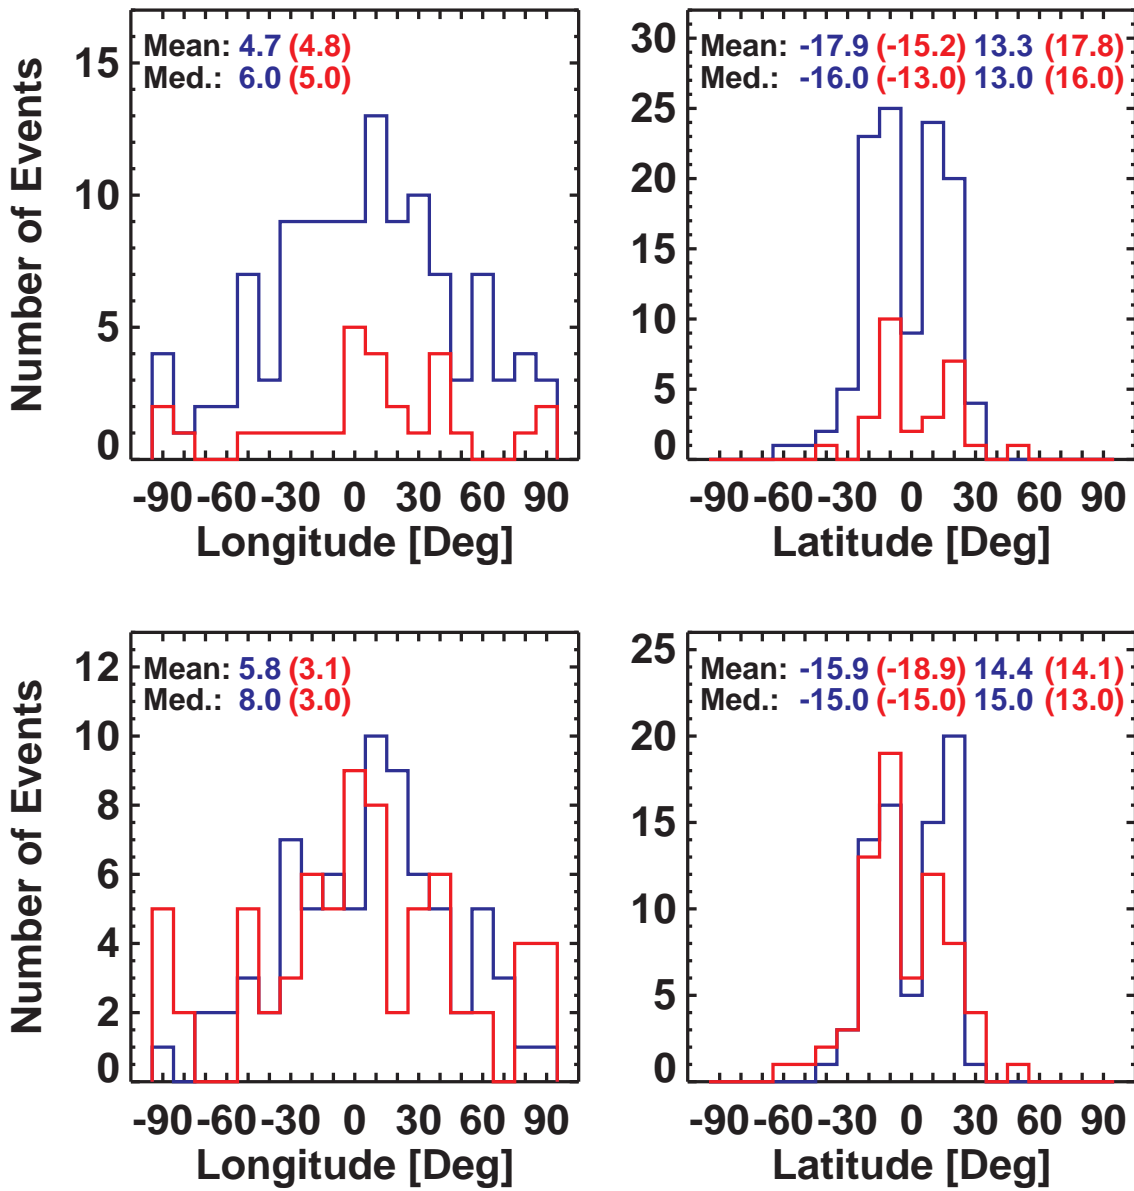 Mean: 4.7 (4.8)
Med.: 6.0 (5.0)
15
10
5
0
Number of Events
-90 -60 -30 0 30 60 90
Longitude [Deg]
Mean: -17.9 (-15.2) 13.3 (17.8)
Med.: -16.0 (-13.0) 13.0 (16.0)
30
25
20
15
10
5
0
-90 -60 -30 0 30 60 90
Latitude [Deg]
Mean: 5.8 (3.1)
Med.: 8.0 (3.0)
12
10
8
6
4
2
0
Number of Events
-90 -60 -30 0 30 60 90
Longitude [Deg]
Mean: -15.9 (-18.9) 14.4 (14.1)
Med.: -15.0 (-15.0) 15.0 (13.0)
25
20
15
10
5
0
-90 -60 -30 0 30 60 90
Latitude [Deg]